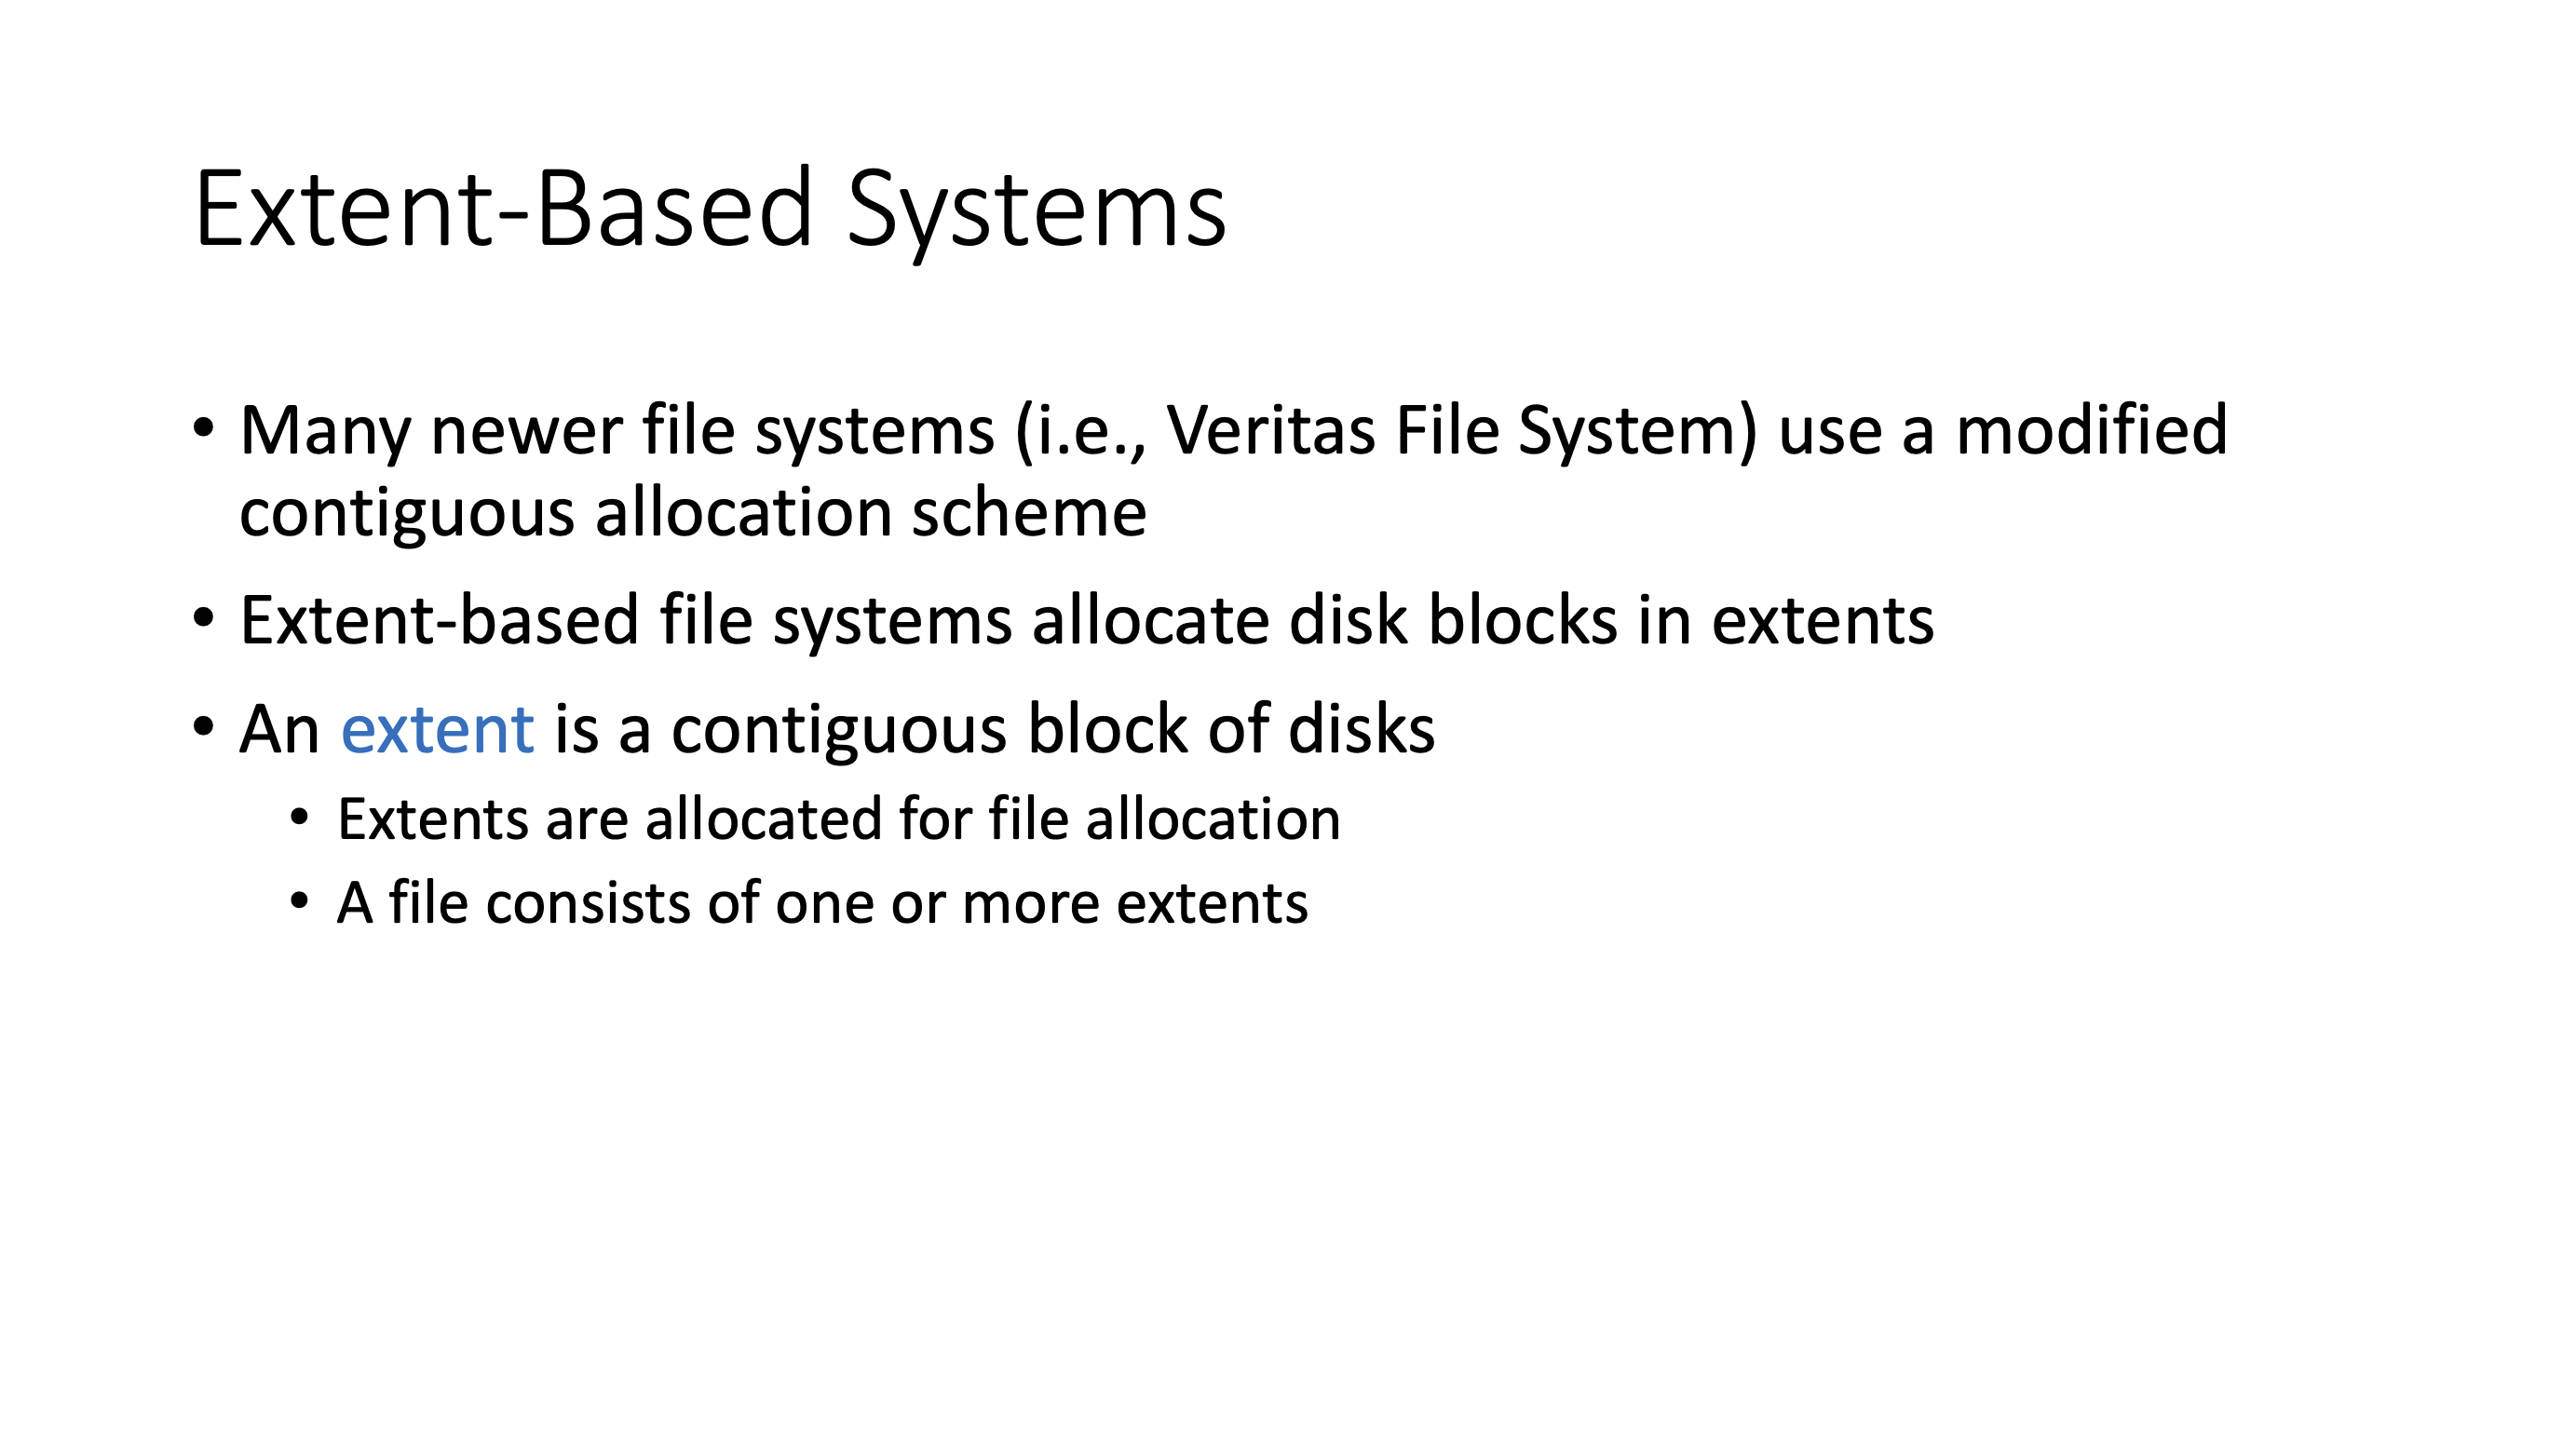 Extent-Based Systems
• Many newer file systems (i.e., Veritas File System) use a modified
contiguous allocation scheme
• Extent-based file systems allocate disk blocks in extents
• An extent is a contiguous block of disks
• Extents are allocated for file allocation
• A file consists of one or more extents